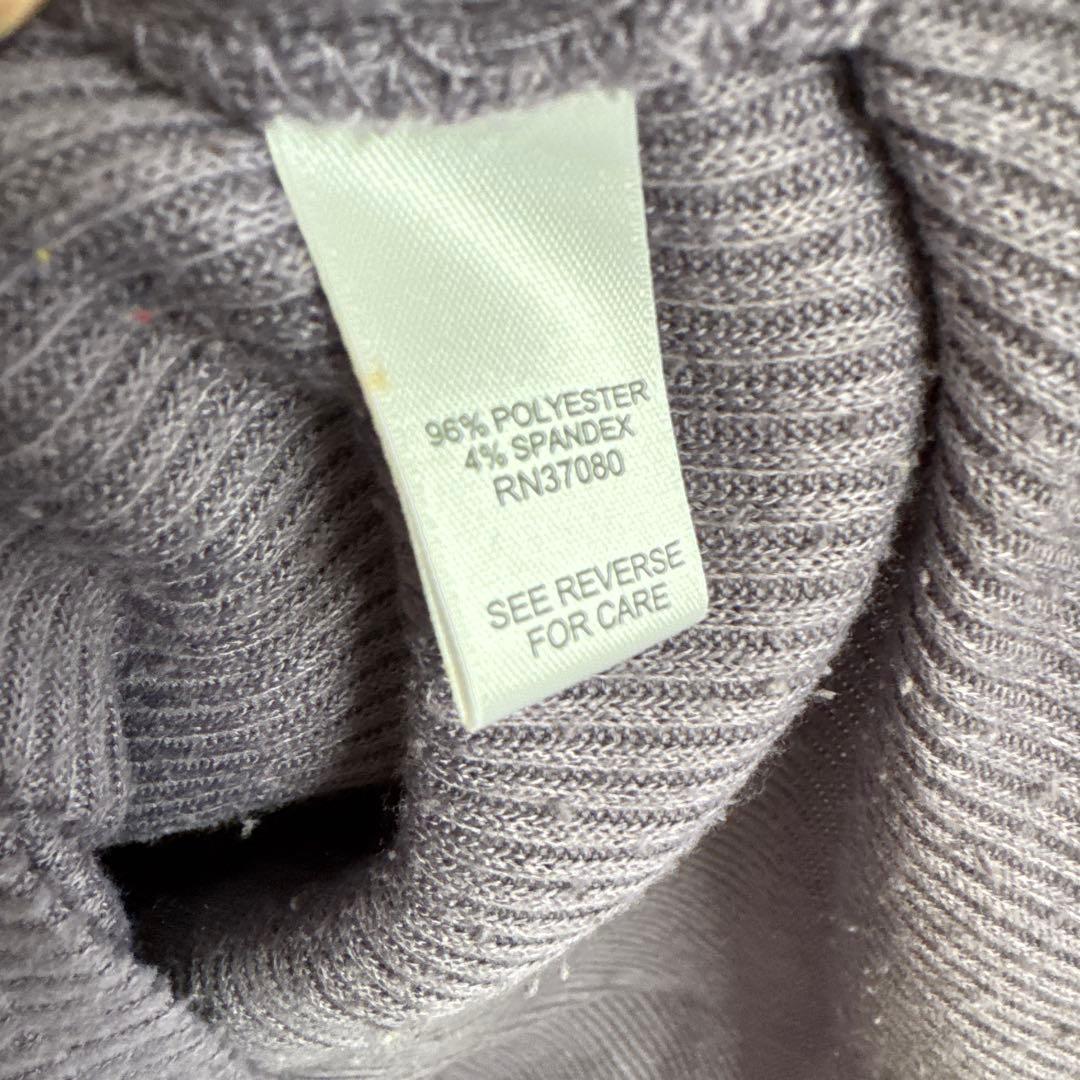 96% POLYESTER
4% SPANDEX
RN37080
SEE REVERSE
FOR CARE